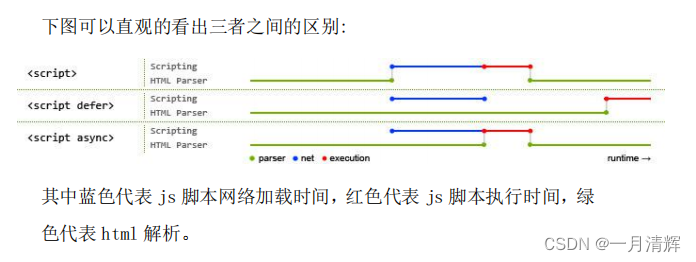 下图可以直观的看出三者之间的区别:
<script> Scripting
HTML Parser
<script defer> Scripting
HTML Parser
<script async> Scripting
HTML Parser
parser net execution runtime →
其中蓝色代表 js 脚本网络加载时间,红色代表 js 脚本执行时间,绿
色代表 html 解析。
CSDN @一月清辉